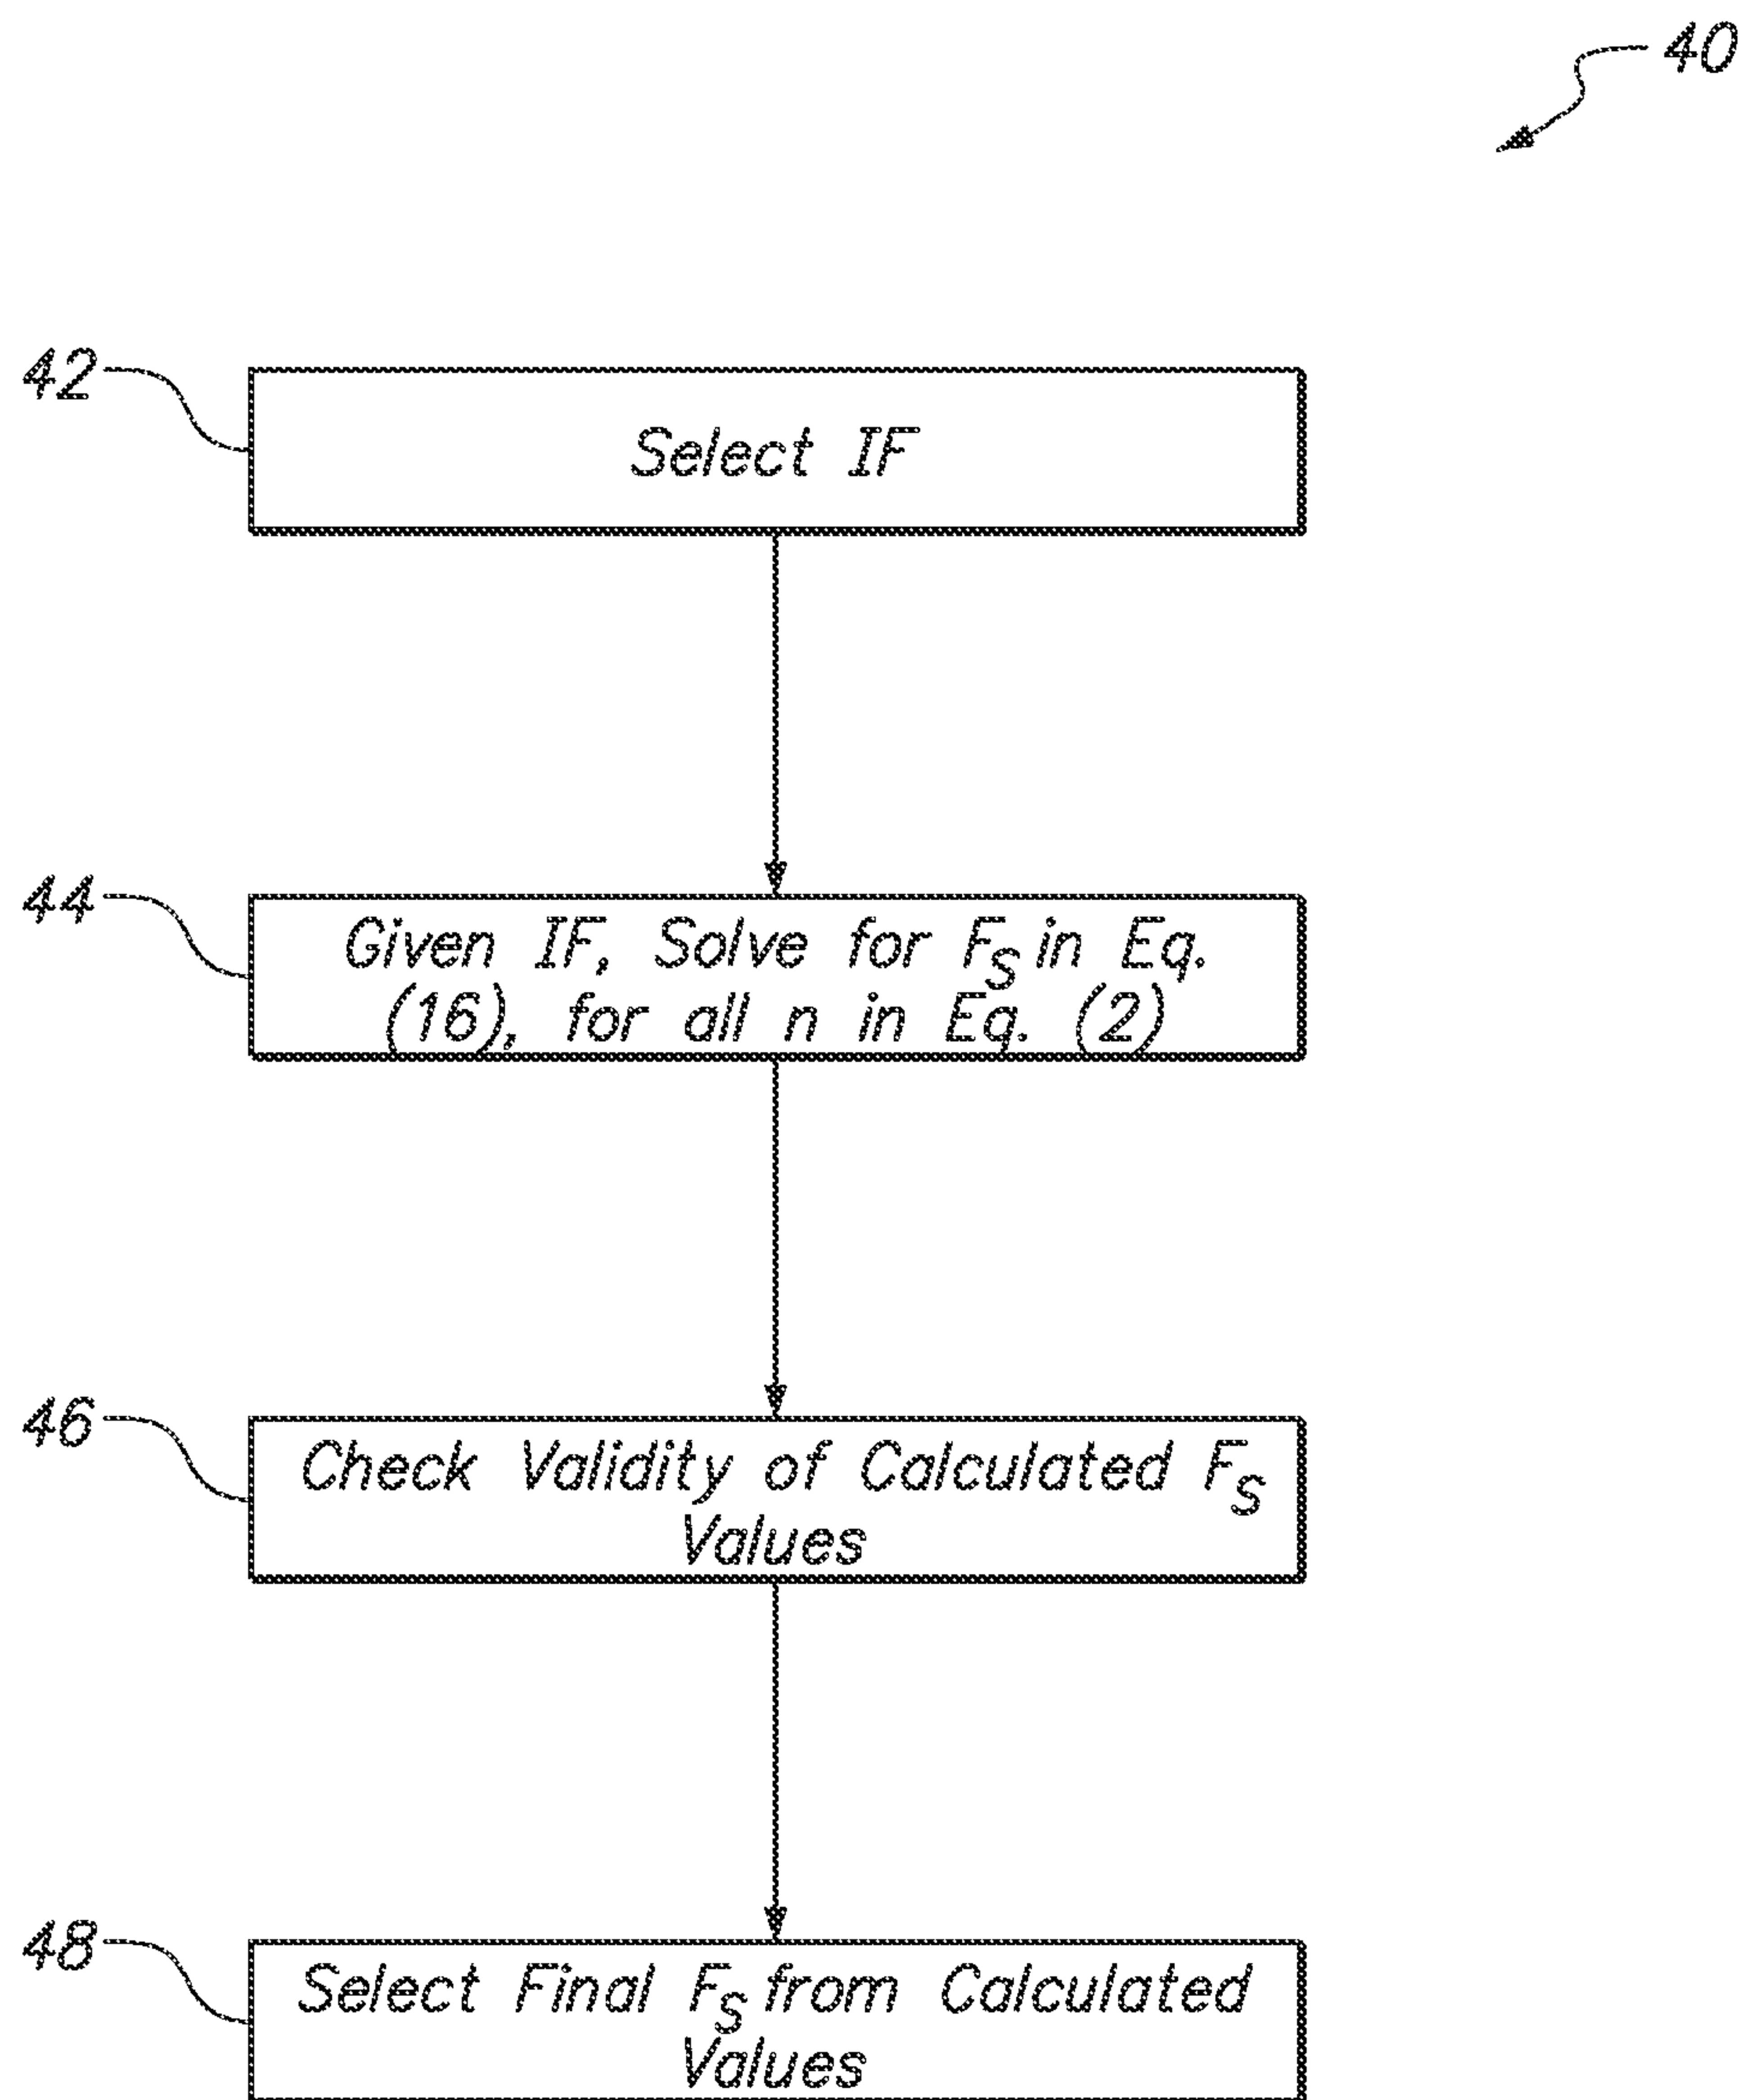 40
42
Select IF
44
Given IF, Solve for FS in Eq.
(16), for all n in Eq. (2)
46
Check Validity of Calculated FS
Values
48
Select Final FS from Calculated
Values